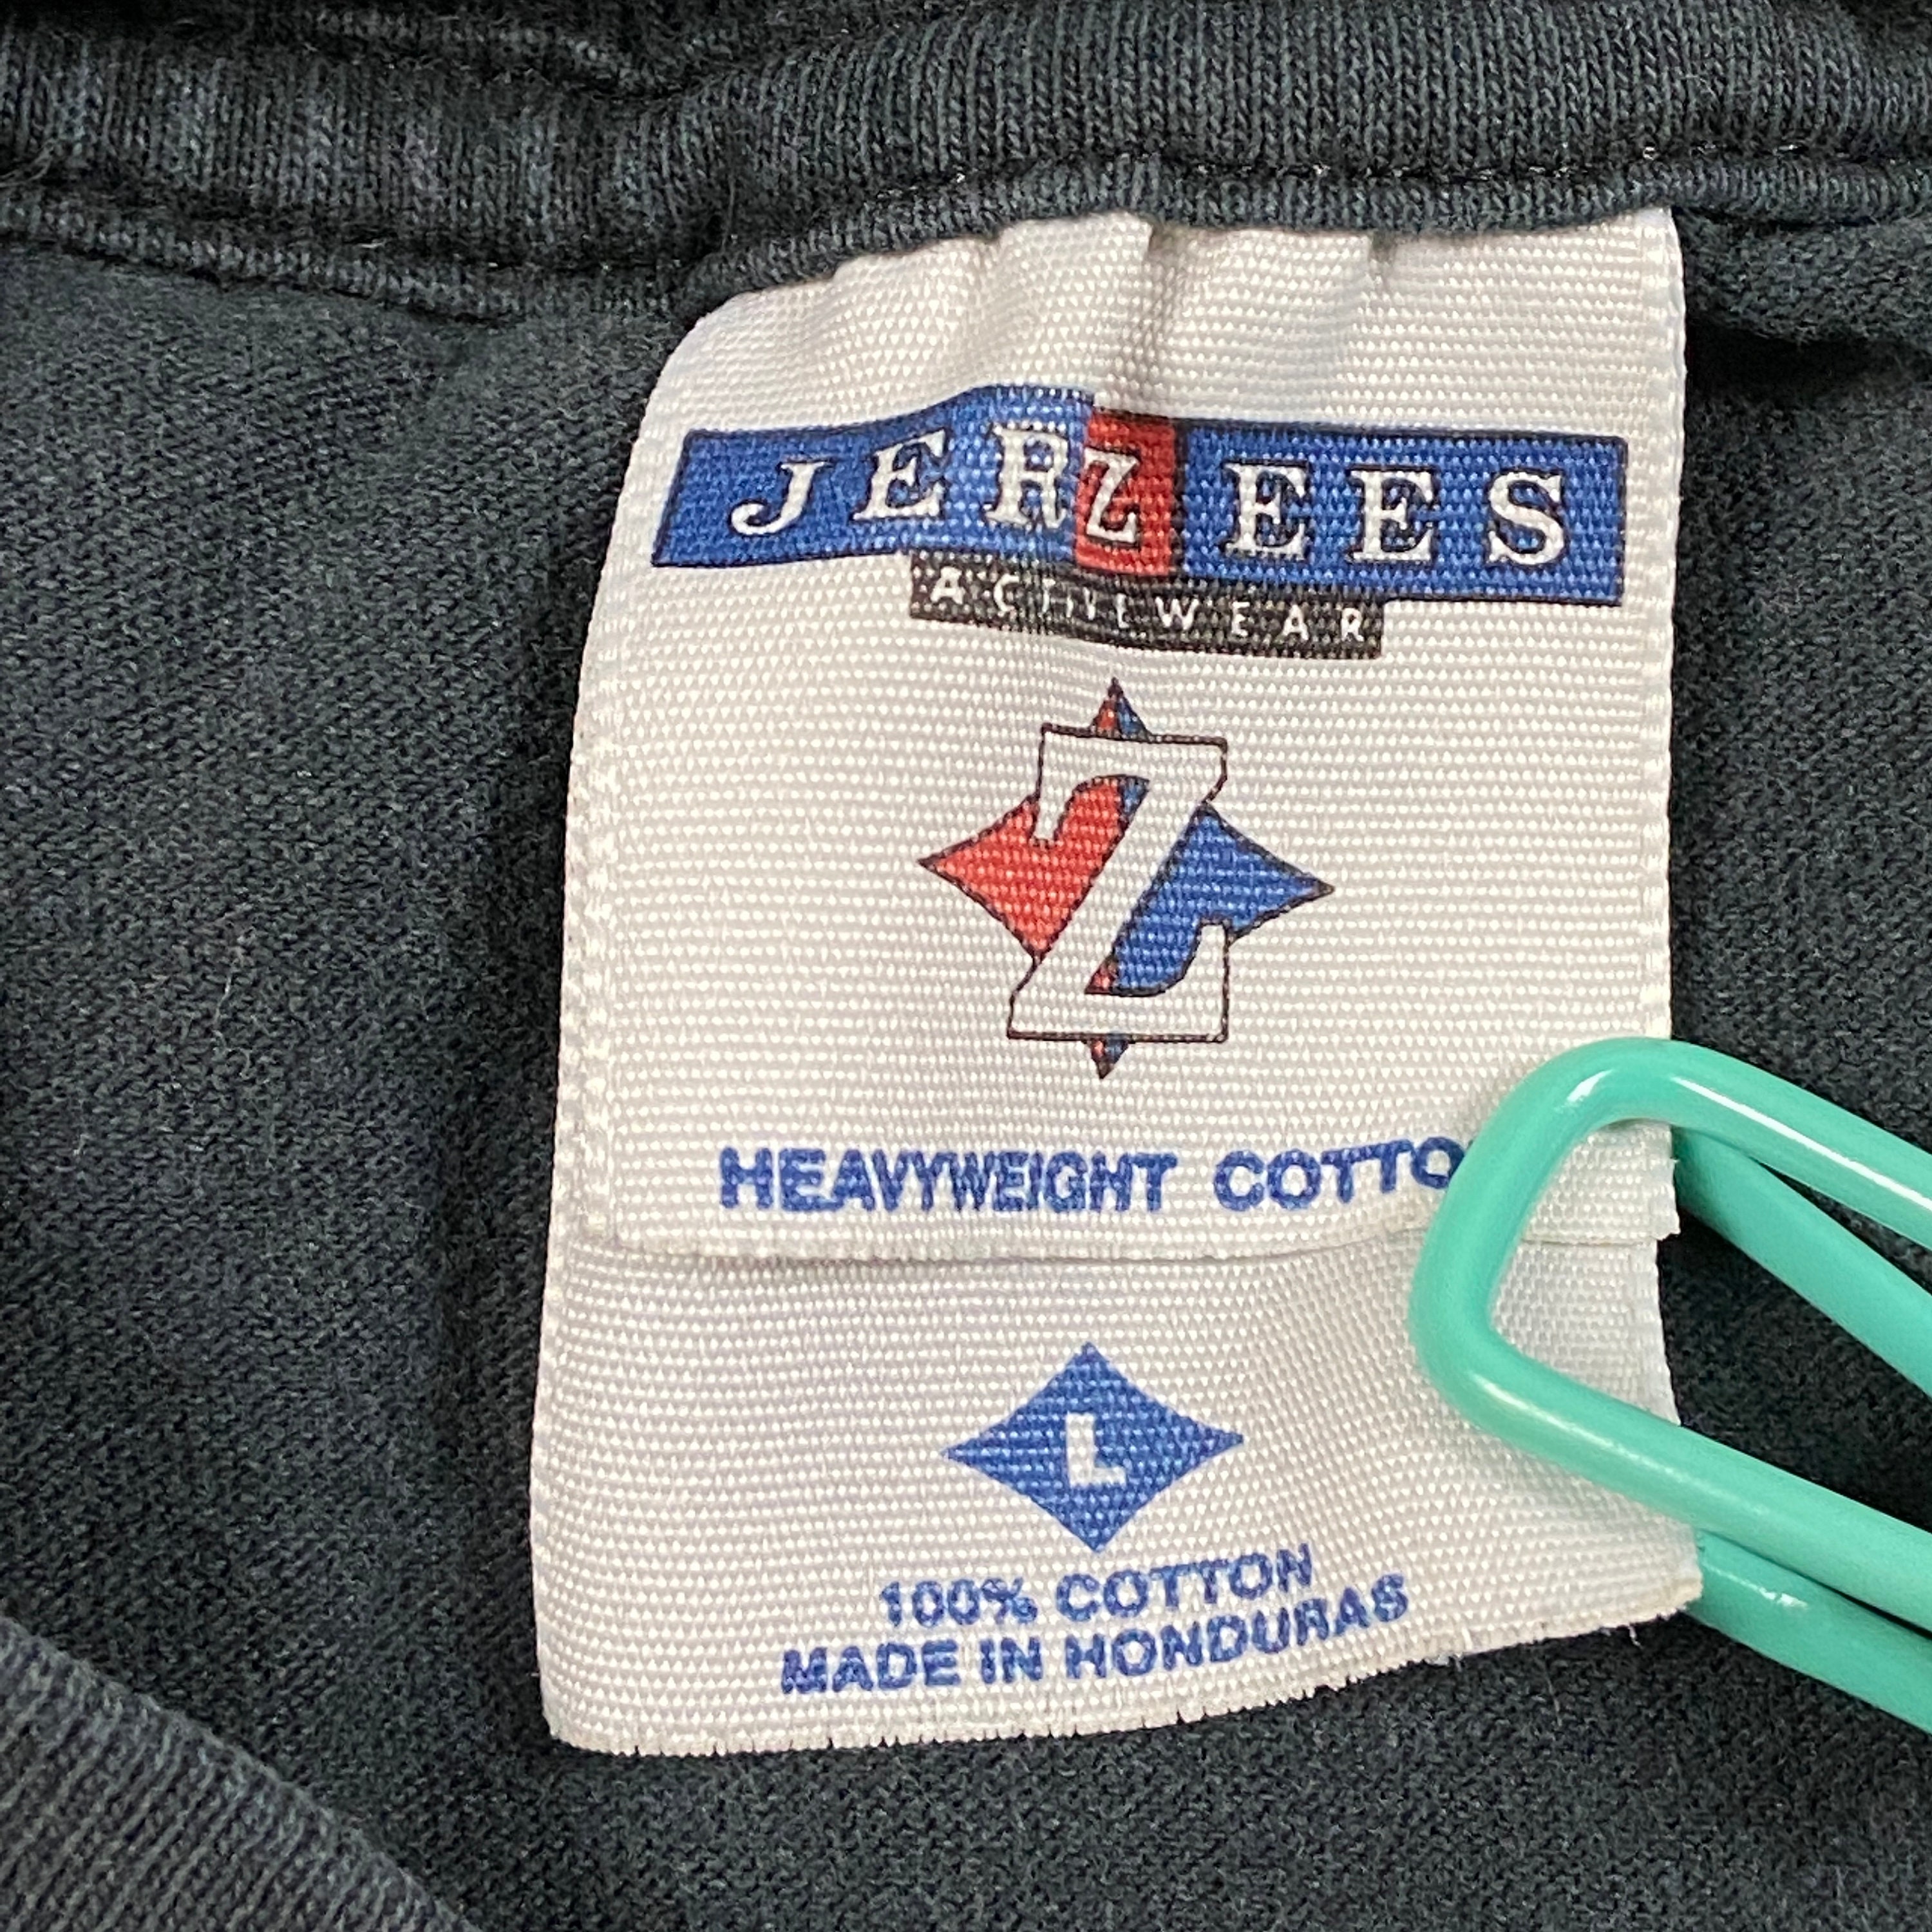 JERZEES
ACTIVEWEAR
Z
HEAVYWEIGHT COTTO
L
100% COTTON
MADE IN HONDURAS